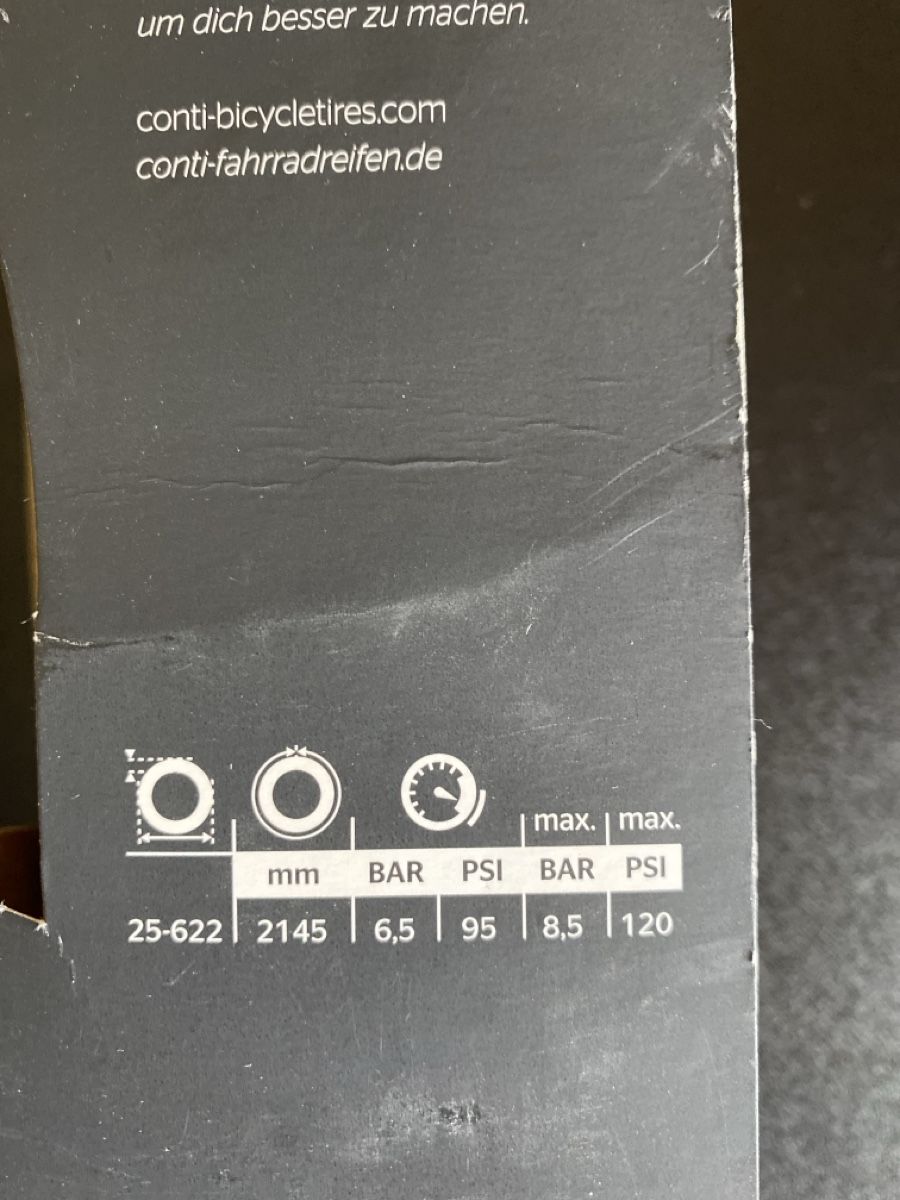 um dich besser zu machen.
conti-bicycletires.com
conti-fahrradreifen.de
max. max.
mm BAR PSI BAR PSI
25-622 2145 6,5 95 8,5 120